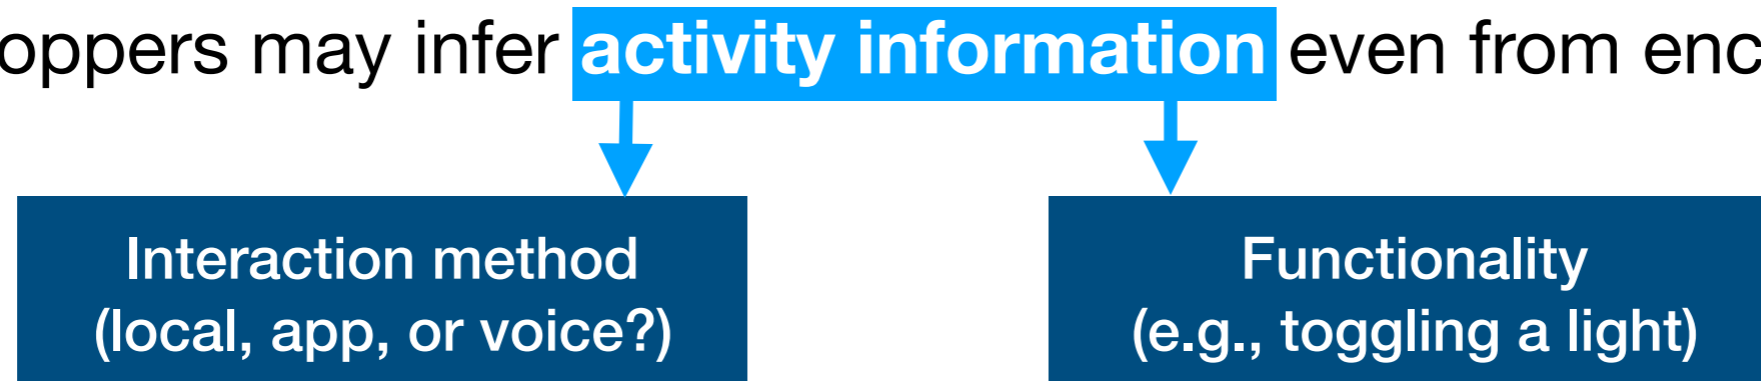 oppers may infer activity information even from enc
Interaction method
(local, app, or voice?)
Functionality
(e.g., toggling a light)